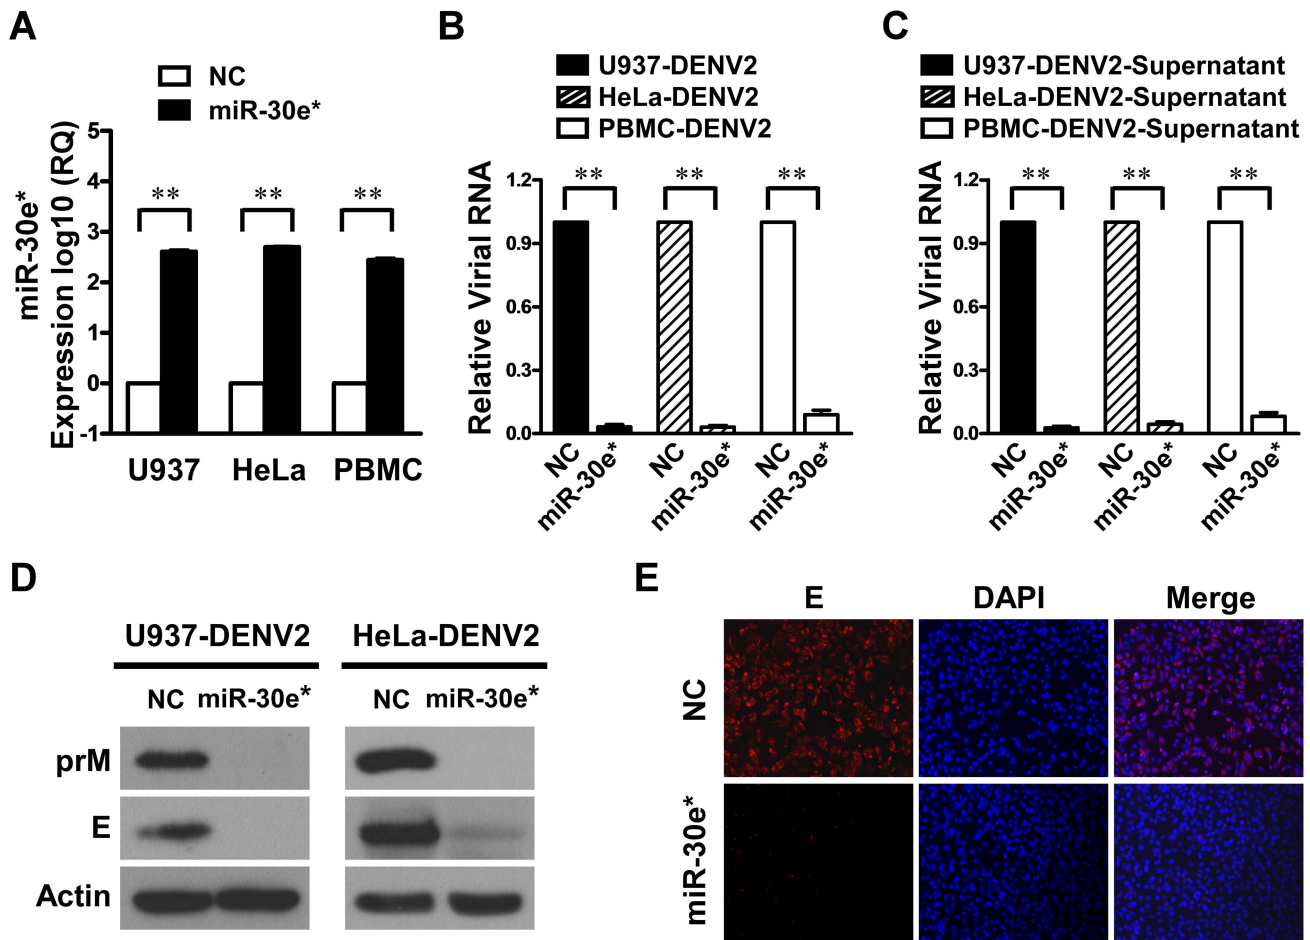 A
NC
miR-30e*
miR-30e*
Expression log10 (RQ)
5
4
3
2
1
0
-1
**
**
**
U937
HeLa
PBMC
B
U937-DENV2
HeLa-DENV2
PBMC-DENV2
Relative Virial RNA
1.2
0.9
0.6
0.3
0.0
**
**
**
NC
miR-30e*
NC
miR-30e*
NC
miR-30e*
C
U937-DENV2-Supernatant
HeLa-DENV2-Supernatant
PBMC-DENV2-Supernatant
Relative Virial RNA
1.2
0.9
0.6
0.3
0.0
**
**
**
NC
miR-30e*
NC
miR-30e*
NC
miR-30e*
D
U937-DENV2
HeLa-DENV2
NC miR-30e*
NC miR-30e*
prM
E
Actin
E
E
DAPI
Merge
NC
miR-30e*